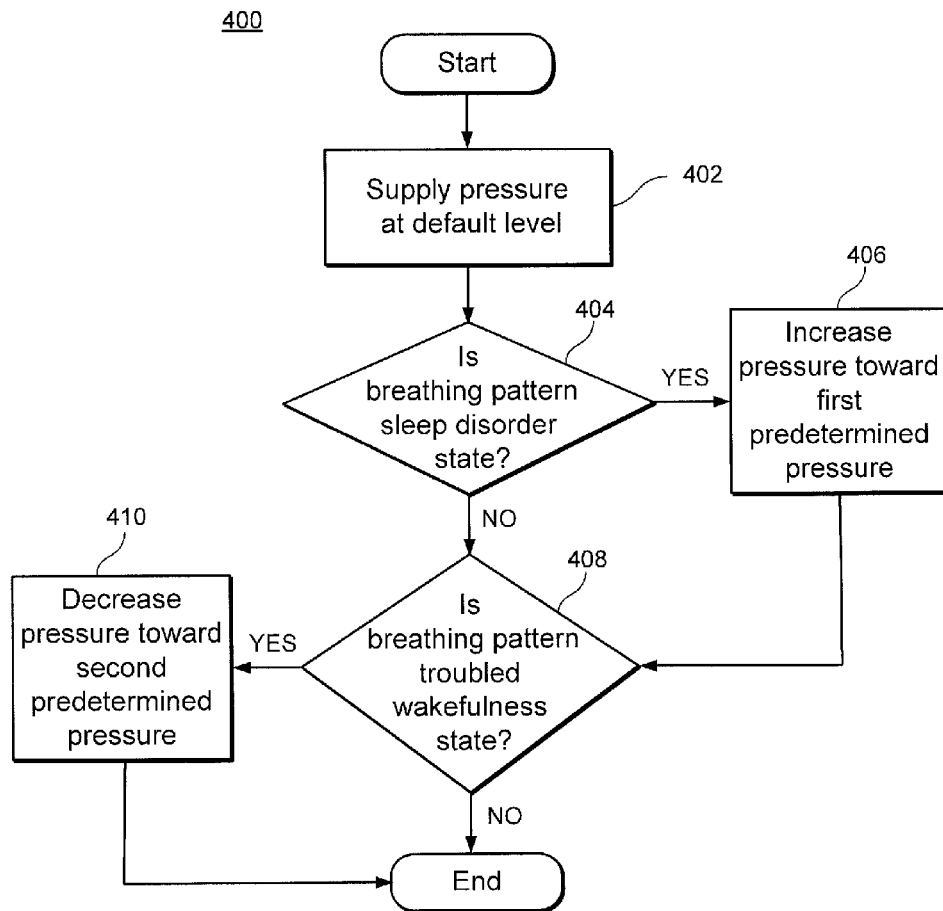 400
Start
Supply pressure
at default level
402
404
Is
breathing pattern
sleep disorder
state?
YES
406
Increase
pressure toward
first
predetermined
pressure
NO
408
Is
breathing pattern
troubled
wakefulness
state?
YES
410
Decrease
pressure toward
second
predetermined
pressure
NO
End